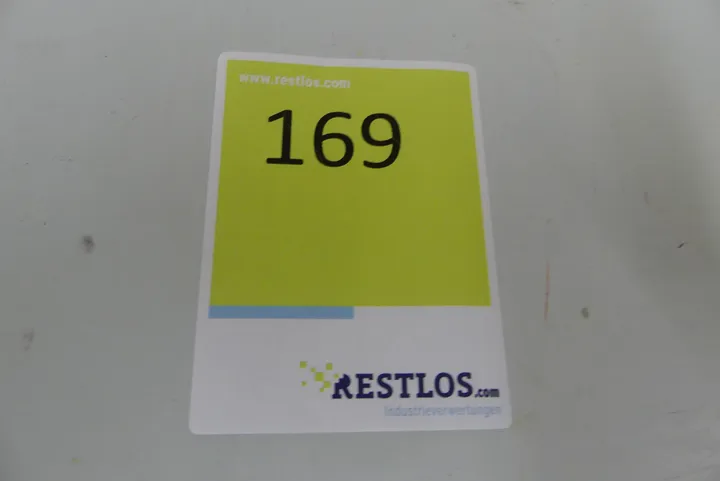 www.restlos.com
169
RESTLOS.com
Industrieverwertungen